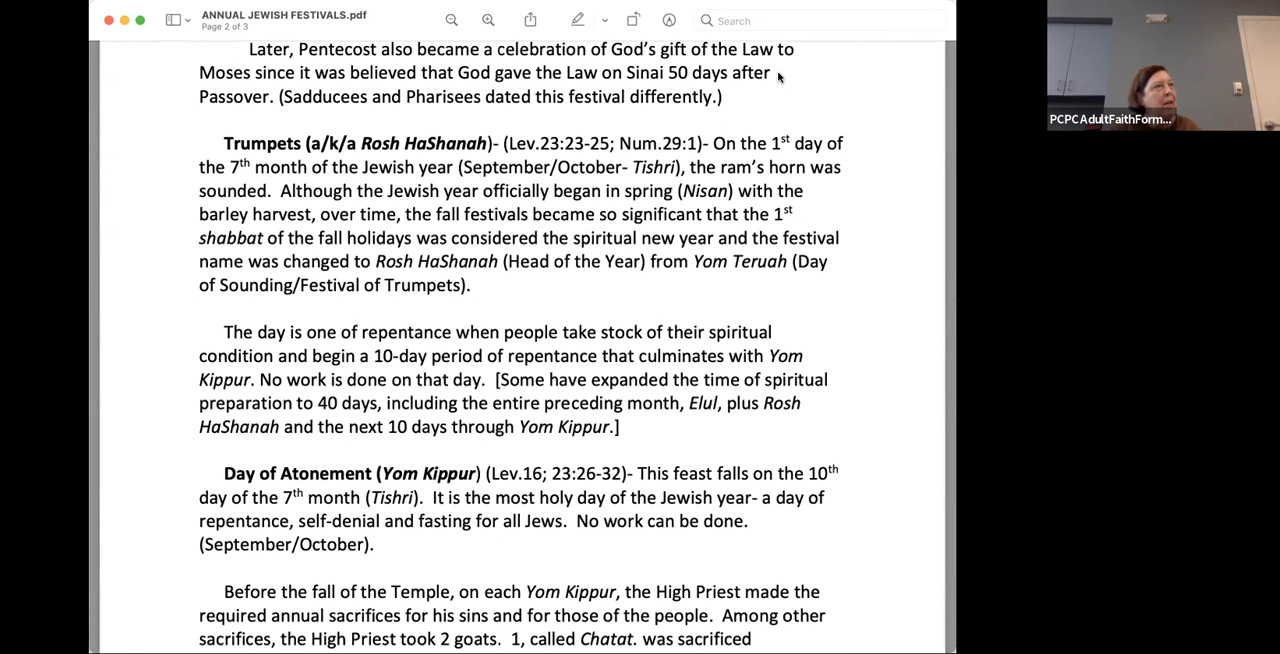 ANNUAL JEWISH FESTIVALS.pdf
Page 2 of 3
Search
Later, Pentecost also became a celebration of God's gift of the Law to
Moses since it was believed that God gave the Law on Sinai 50 days after
Passover. (Sadducees and Pharisees dated this festival differently.)
Trumpets (a/k/a Rosh HaShanah)- (Lev.23:23-25; Num.29:1)- On the 1st day of
the 7th month of the Jewish year (September/October- Tishri), the ram's horn was
sounded. Although the Jewish year officially began in spring (Nisan) with the
barley harvest, over time, the fall festivals became so significant that the 1st
shabbat of the fall holidays was considered the spiritual new year and the festival
name was changed to Rosh HaShanah (Head of the Year) from Yom Teruah (Day
of Sounding/Festival of Trumpets).
The day is one of repentance when people take stock of their spiritual
condition and begin a 10-day period of repentance that culminates with Yom
Kippur. No work is done on that day. [Some have expanded the time of spiritual
preparation to 40 days, including the entire preceding month, Elul, plus Rosh
HaShanah and the next 10 days through Yom Kippur.]
Day of Atonement (Yom Kippur) (Lev.16; 23:26-32)- This feast falls on the 10th
day of the 7th month (Tishri). It is the most holy day of the Jewish year- a day of
repentance, self-denial and fasting for all Jews. No work can be done.
(September/October).
Before the fall of the Temple, on each Yom Kippur, the High Priest made the
required annual sacrifices for his sins and for those of the people. Among other
sacrifices, the High Priest took 2 goats. 1, called Chatat. was sacrificed
PCPC AdultFaithForm...